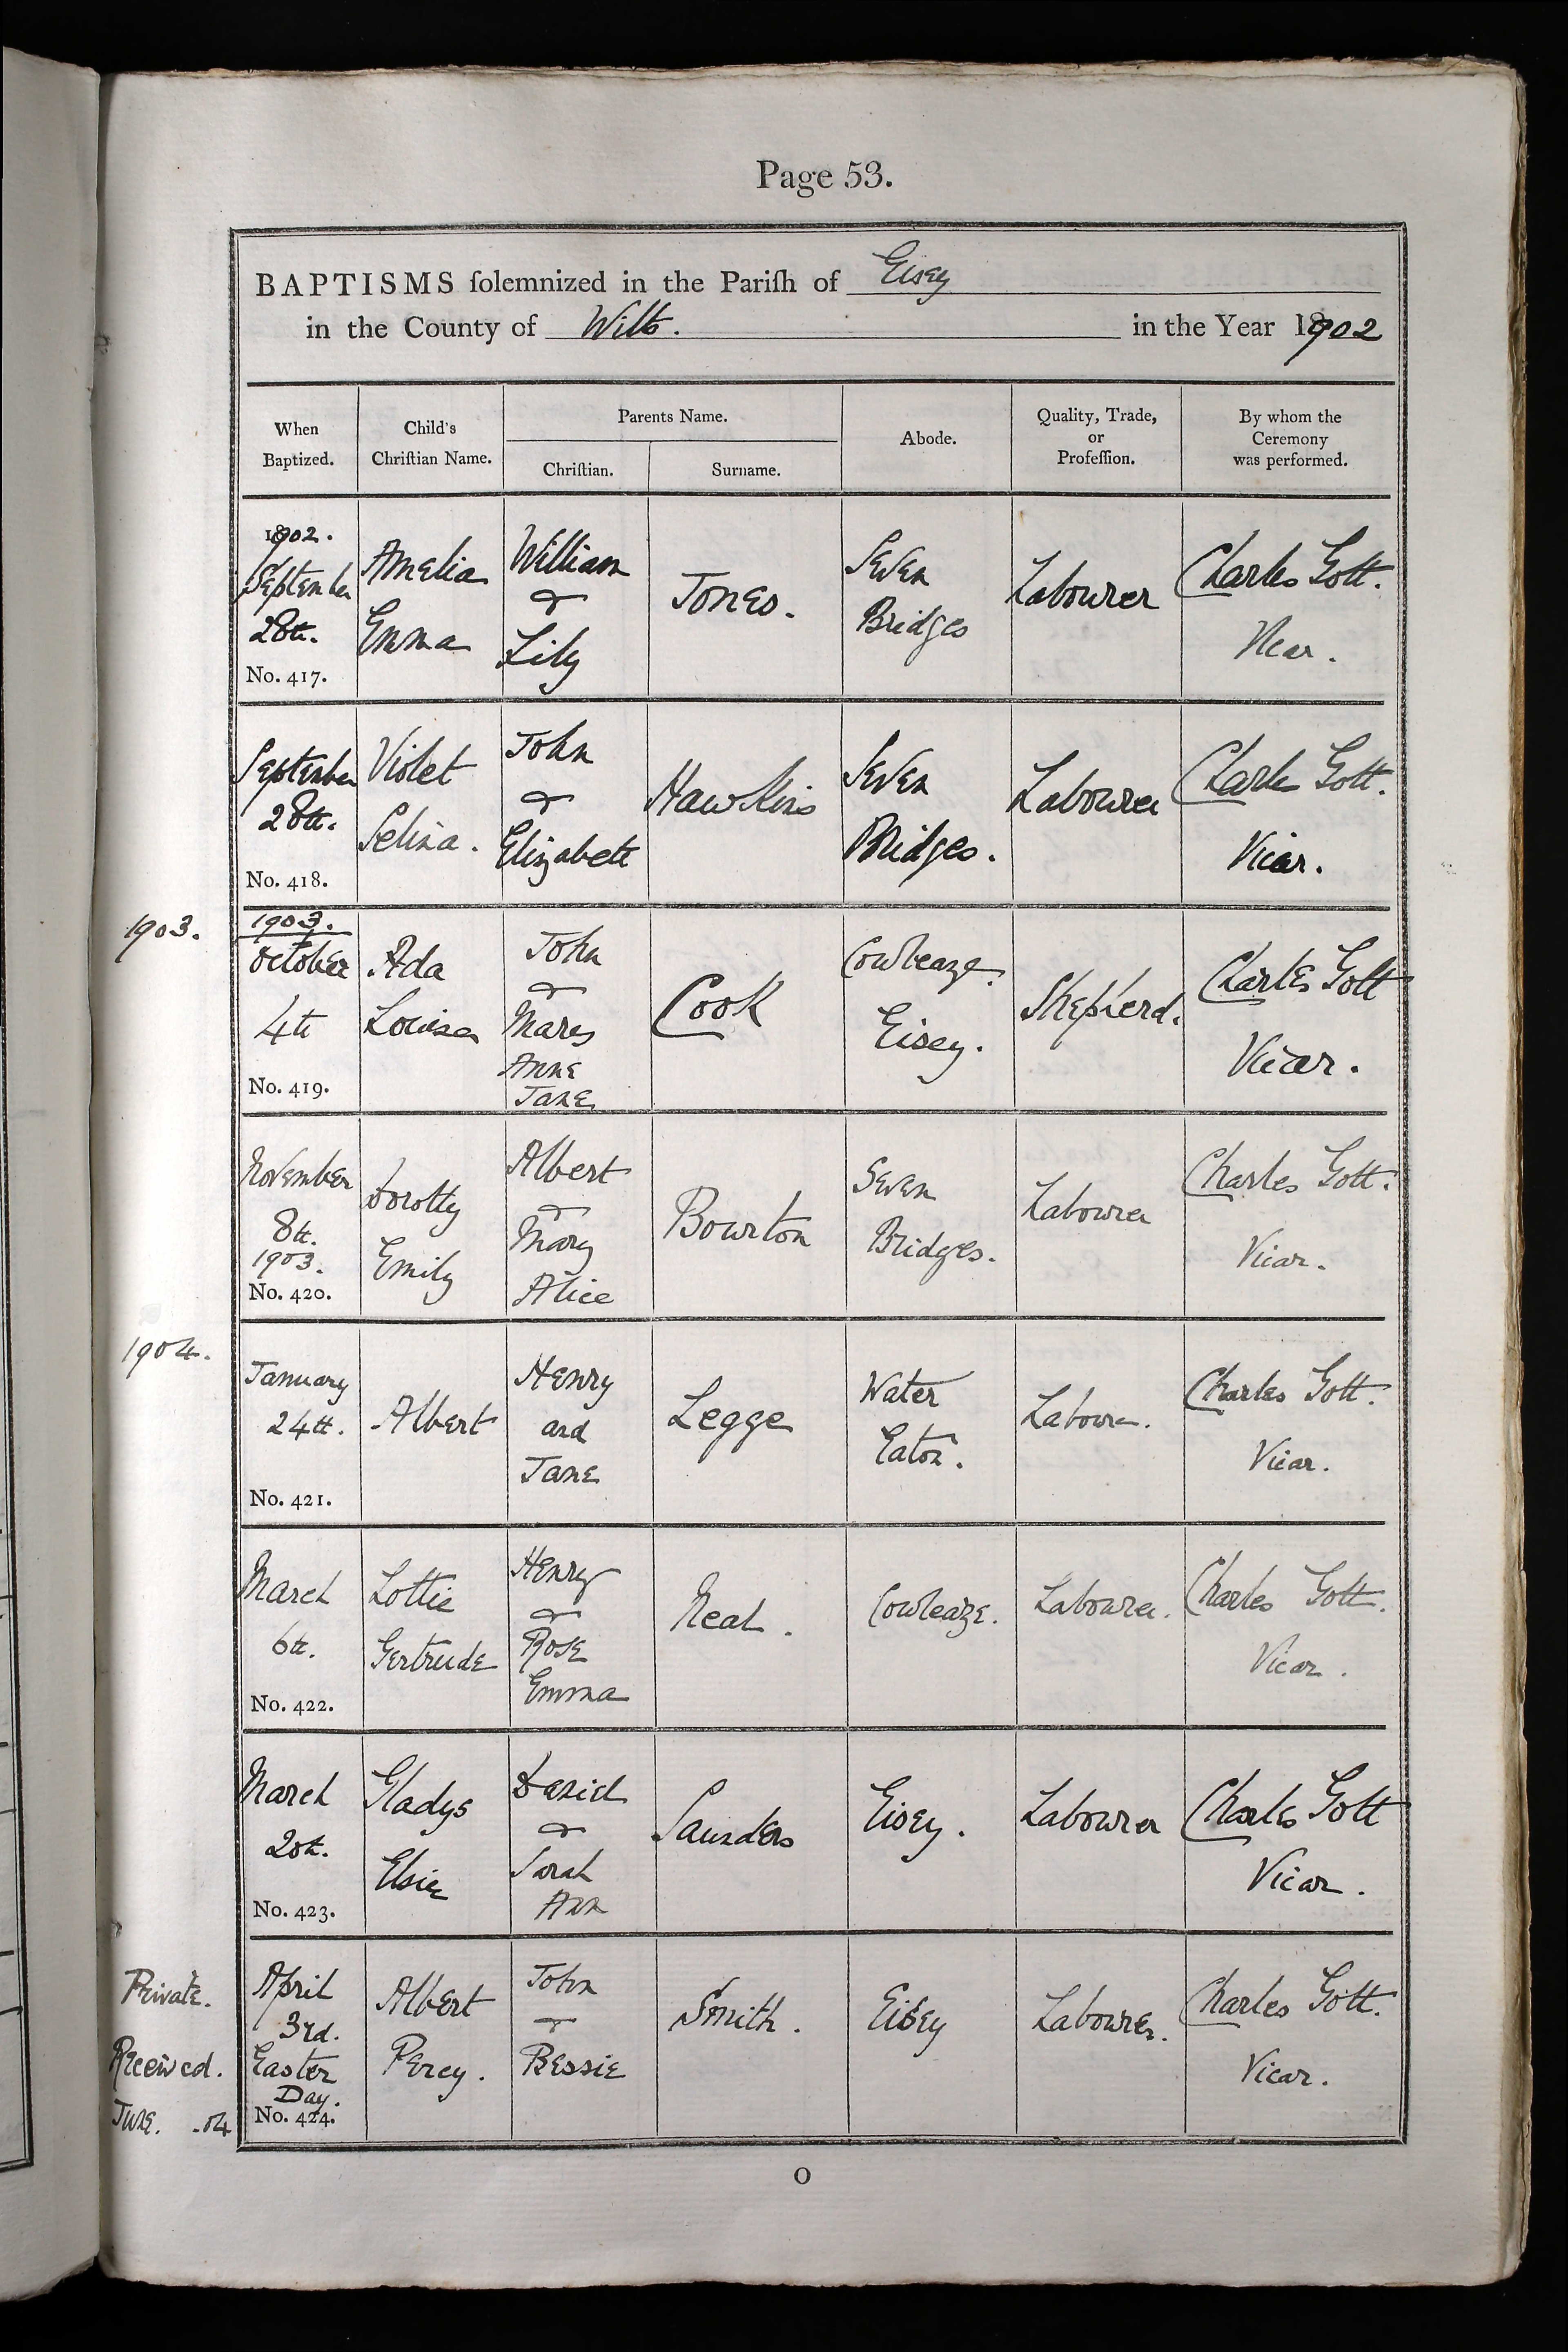 Page 53.
BAPTISMS ſolemnized in the Pariſh of Eisey
in the County of Wilts. in the Year 1902
When Baptized.
Child's Chriſtian Name.
Parents Name.
Chriſtian.
Surname.
Abode.
Quality, Trade, or Profeſſion.
By whom the Ceremony was performed.
1902.
September
28th.
No. 417.
Amelia
Emma
William
&
Lily
Jones.
Seven
Bridges
Labourer
Charles Gott.
Vicar.
September
28th.
No. 418.
Violet
Selina.
John
&
Elizabeth
Hawkins
Seven
Bridges.
Labourer
Charles Gott.
Vicar.
1903.
1903.
October
4th
No. 419.
Ada
Louisa
John
&
Mary
Anne
Jane
Cook
Cowleaze.
Eisey.
Shepherd.
Charles Gott
Vicar.
November
8th.
1903.
No. 420.
Dorothy
Emily
Albert
&
Mary
Alice
Bourton
Seven
Bridges.
Labourer
Charles Gott.
Vicar.
1904.
January
24th.
No. 421.
Albert
Henry
and
Jane
Legge
Water
Eaton.
Labourer.
Charles Gott.
Vicar.
March
6th.
No. 422.
Lottie
Gertrude
Henry
&
Rose
Emma
Neal.
Cowleaze.
Labourer.
Charles Gott.
Vicar.
March
20th.
No. 423.
Gladys
Elsie
David
&
Sarah
Ann
Saunders
Eisey.
Labourer
Charles Gott
Vicar.
Private.
Received.
June. -04
April
3rd.
Easter
Day.
No. 424.
Albert
Percy.
John
&
Bessie
Smith.
Eisey
Labourer.
Charles Gott.
Vicar.
O